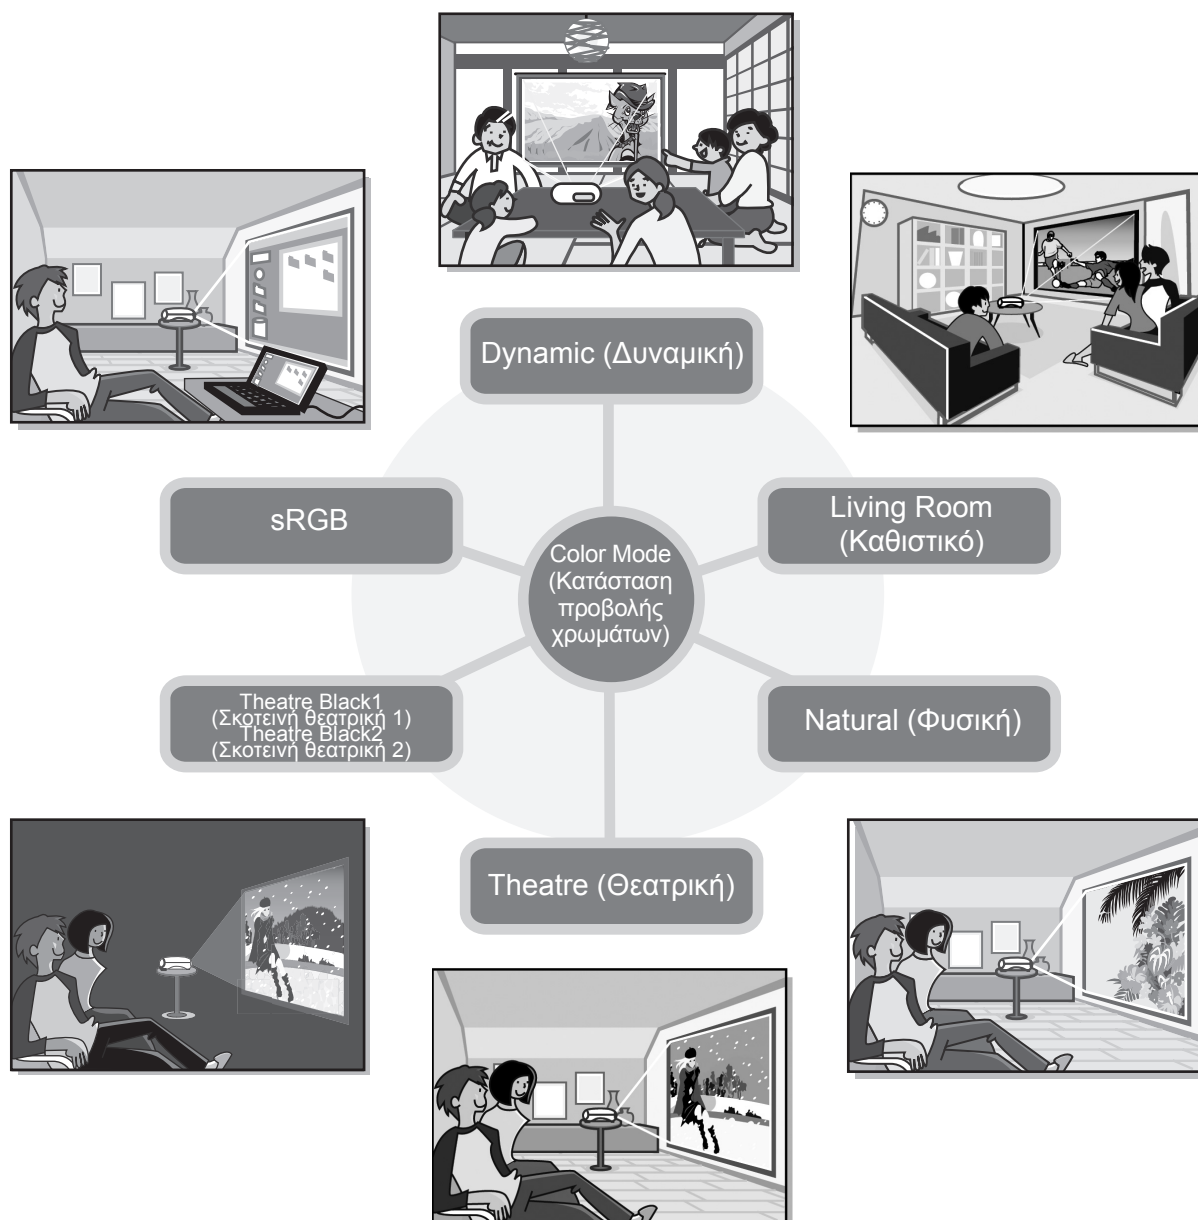 Dynamic (Δυναμική)
sRGB
Living Room
(Καθιστικό)
Color Mode
(Κατάσταση
προβολής
χρωμάτων)
Theatre Black1
(Σκοτεινή θεατρική 1)
Theatre Black2
(Σκοτεινή θεατρική 2)
Natural (Φυσική)
Theatre (Θεατρική)